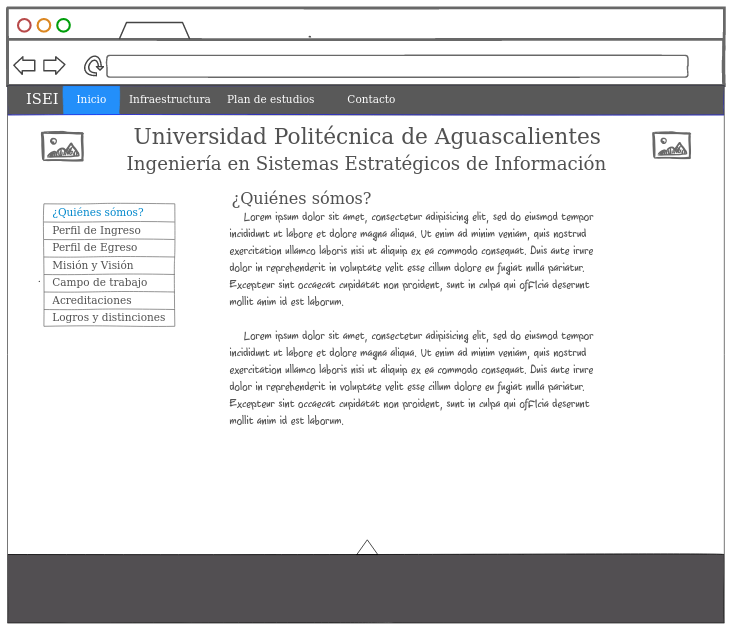 ISEI Inicio Infraestructura Plan de estudios Contacto
Universidad Politécnica de Aguascalientes
Ingeniería en Sistemas Estratégicos de Información
¿Quiénes sómos?
Perfil de Ingreso
Perfil de Egreso
Misión y Visión
Campo de trabajo
Acreditaciones
Logros y distinciones
¿Quiénes sómos?
Lorem ipsum dolor sit amet, consectetur adipisicing elit, sed do eiusmod tempor
incididunt ut labore et dolore magna aliqua. Ut enim ad minim veniam, quis nostrud
exercitation ullamco laboris nisi ut aliquip ex ea commodo consequat. Duis aute irure
dolor in reprehenderit in voluptate velit esse cillum dolore eu fugiat nulla pariatur.
Excepteur sint occaecat cupidatat non proident, sunt in culpa qui officia deserunt
mollit anim id est laborum.
Lorem ipsum dolor sit amet, consectetur adipisicing elit, sed do eiusmod tempor
incididunt ut labore et dolore magna aliqua. Ut enim ad minim veniam, quis nostrud
exercitation ullamco laboris nisi ut aliquip ex ea commodo consequat. Duis aute irure
dolor in reprehenderit in voluptate velit esse cillum dolore eu fugiat nulla pariatur.
Excepteur sint occaecat cupidatat non proident, sunt in culpa qui officia deserunt
mollit anim id est laborum.